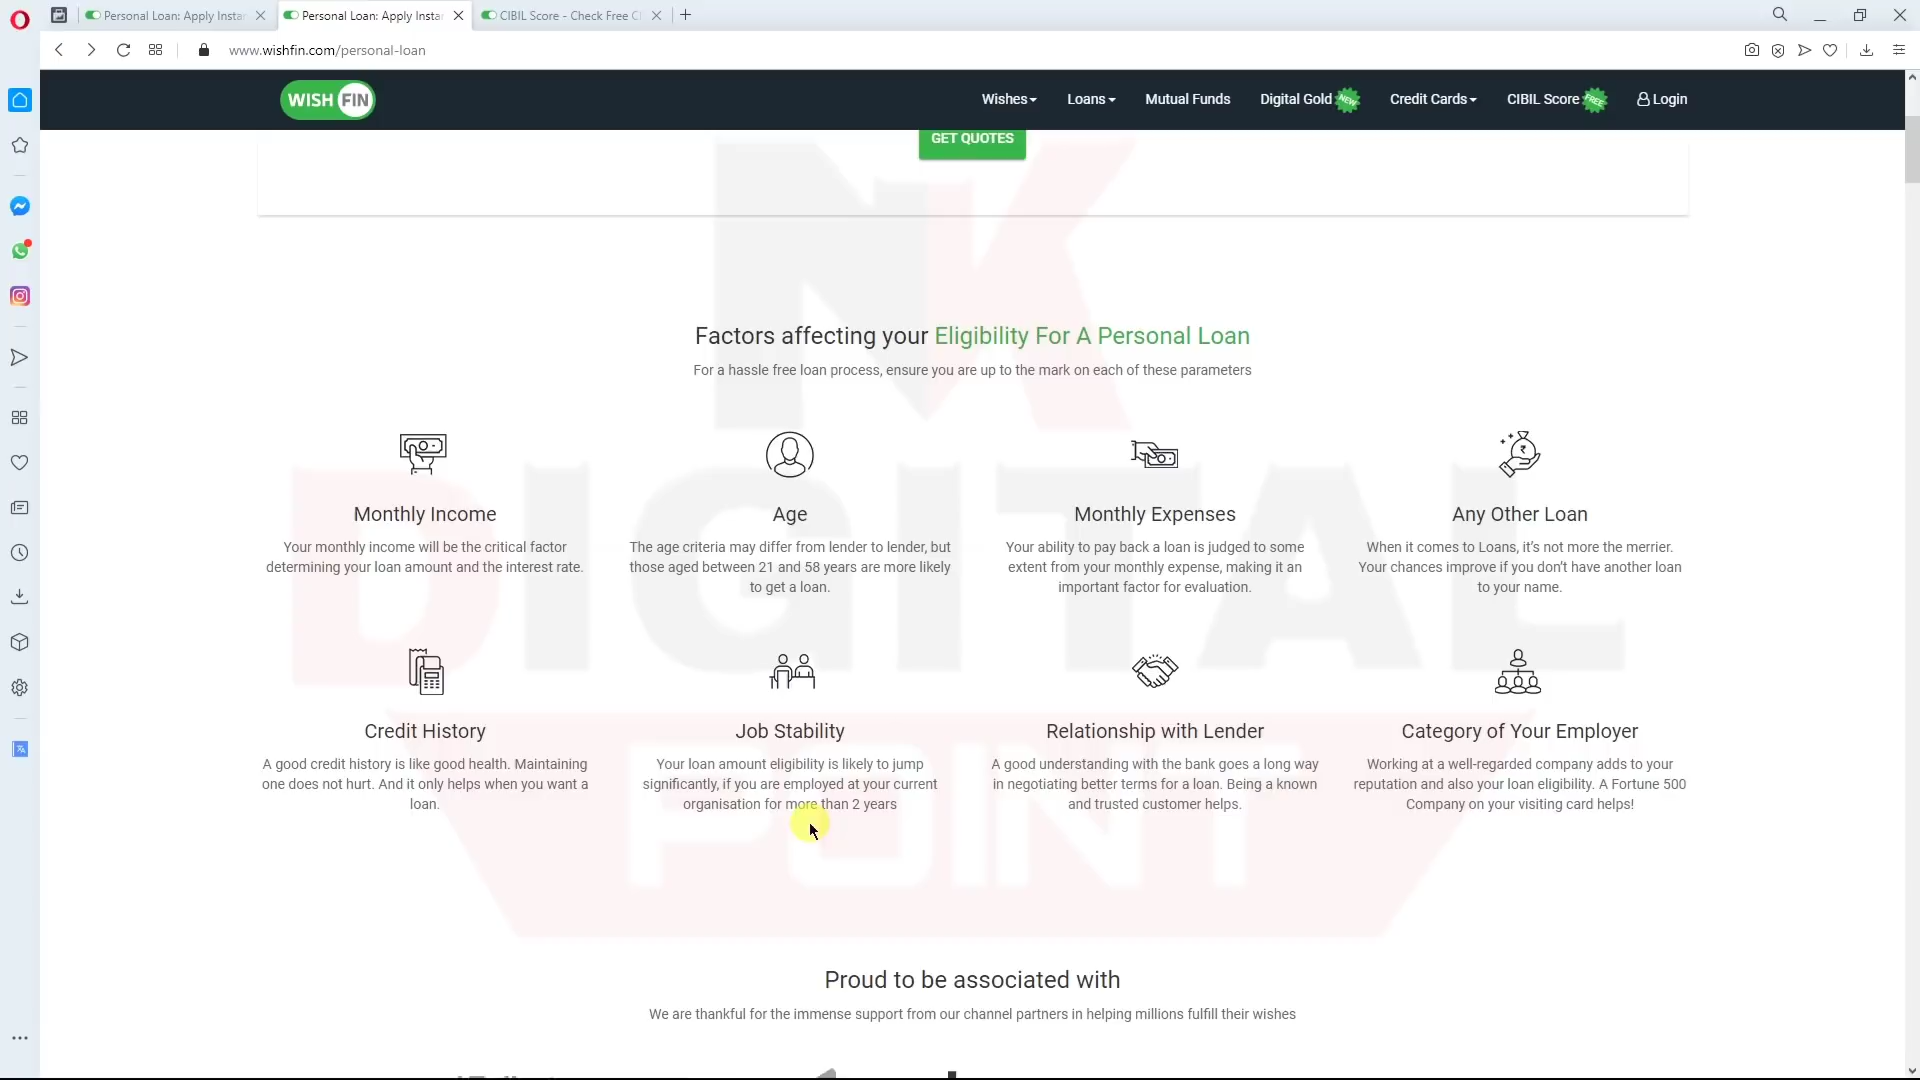 Personal Loan: Apply Instan
Personal Loan: Apply Instan
CIBIL Score - Check Free C
www.wishfin.com/personal-loan
WISH FIN
Wishes
Loans
Mutual Funds
Digital Gold NEW
Credit Cards
CIBIL Score FREE
Login
GET QUOTES
Factors affecting your Eligibility For A Personal Loan
For a hassle free loan process, ensure you are up to the mark on each of these parameters
Monthly Income
Your monthly income will be the critical factor
determining your loan amount and the interest rate.
Age
The age criteria may differ from lender to lender, but
those aged between 21 and 58 years are more likely
to get a loan.
Monthly Expenses
Your ability to pay back a loan is judged to some
extent from your monthly expense, making it an
important factor for evaluation.
Any Other Loan
When it comes to Loans, it’s not more the merrier.
Your chances improve if you don’t have another loan
to your name.
Credit History
A good credit history is like good health. Maintaining
one does not hurt. And it only helps when you want a
loan.
Job Stability
Your loan amount eligibility is likely to jump
significantly, if you are employed at your current
organisation for more than 2 years
Relationship with Lender
A good understanding with the bank goes a long way
in negotiating better terms for a loan. Being a known
and trusted customer helps.
Category of Your Employer
Working at a well-regarded company adds to your
reputation and also your loan eligibility. A Fortune 500
Company on your visiting card helps!
NK
DIGITAL
POINT
Proud to be associated with
We are thankful for the immense support from our channel partners in helping millions fulfill their wishes